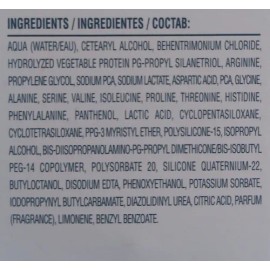 INGREDIENTS / INGREDIENTES / СОСТАВ:
AQUA (WATER/EAU), CETEARYL ALCOHOL, BEHENTRIMONIUM CHLORIDE,
HYDROLYZED VEGETABLE PROTEIN PG-PROPYL SILANETRIOL, ARGININE,
PROPYLENE GLYCOL, SODIUM PCA, SODIUM LACTATE, ASPARTIC ACID, PCA, GLYCINE,
ALANINE, SERINE, VALINE, ISOLEUCINE, PROLINE, THREONINE, HISTIDINE,
PHENYLALANINE, PANTHENOL, LACTIC ACID, CYCLOPENTASILOXANE,
CYCLOTETRASILOXANE, PPG-3 MYRISTYL ETHER, POLYSILICONE-15, ISOPROPYL
ALCOHOL, BIS-DIISOPROPANOLAMINO-PG-PROPYL DIMETHICONE/BIS-ISOBUTYL
PEG-14 COPOLYMER, POLYSORBATE 20, SILICONE QUATERNIUM-22,
BUTYLOCTANOL, DISODIUM EDTA, PHENOXYETHANOL, POTASSIUM SORBATE,
IODOPROPYNYL BUTYLCARBAMATE, DIAZOLIDINYL UREA, CITRIC ACID, PARFUM
(FRAGRANCE), LIMONENE, BENZYL BENZOATE.